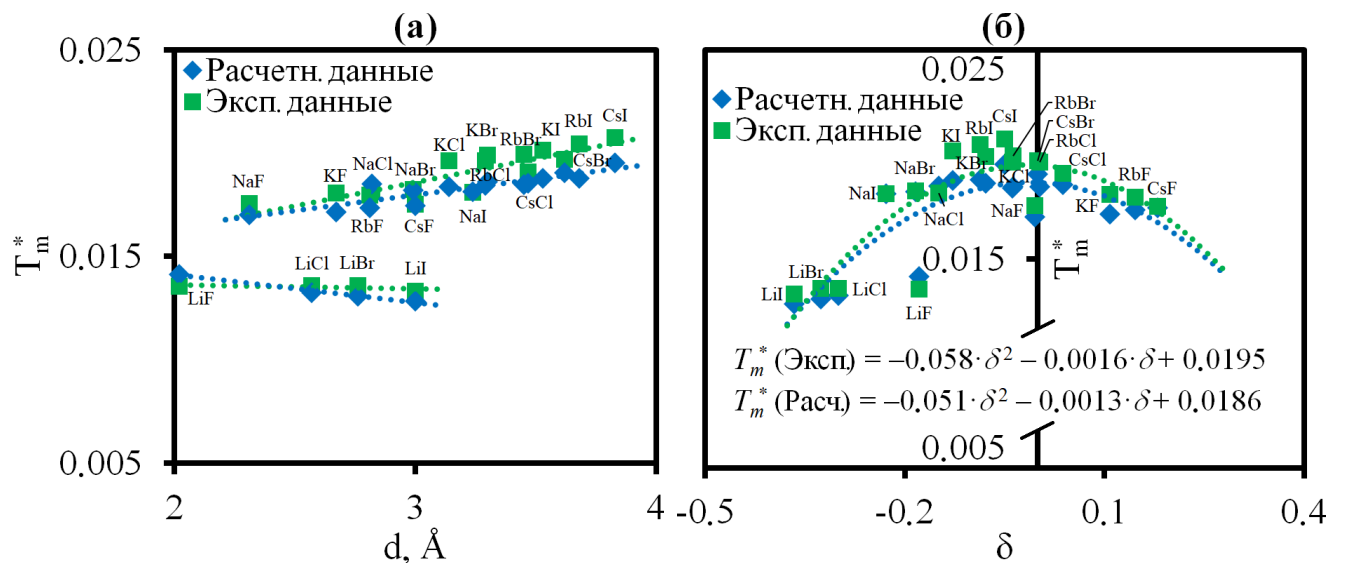 (а)
0.025
0.015
0.005
T*m
Расчетн. данные
Эксп. данные
NaF
KF
NaCl
RbF
NaBr
CsF
KCl
KBr
RbCl
NaI
RbBr
CsCl
KI
CsBr
RbI
CsI
LiF
LiCl
LiBr
LiI
2
3
4
d, Å
(б)
0.025
Расчетн. данные
Эксп. данные
RbBr
CsBr
RbCl
CsCl
CsI
RbI
KI
KBr
NaBr
NaI
NaCl
KCl
NaF
KF
RbF
CsF
0.015
T*m
LiBr
LiI
LiCl
LiF
Tm* (Эксп.) = –0.058·δ² – 0.0016·δ + 0.0195
Tm* (Расч.) = –0.051·δ² – 0.0013·δ + 0.0186
0.005
-0.5
-0.2
0.1
0.4
δ